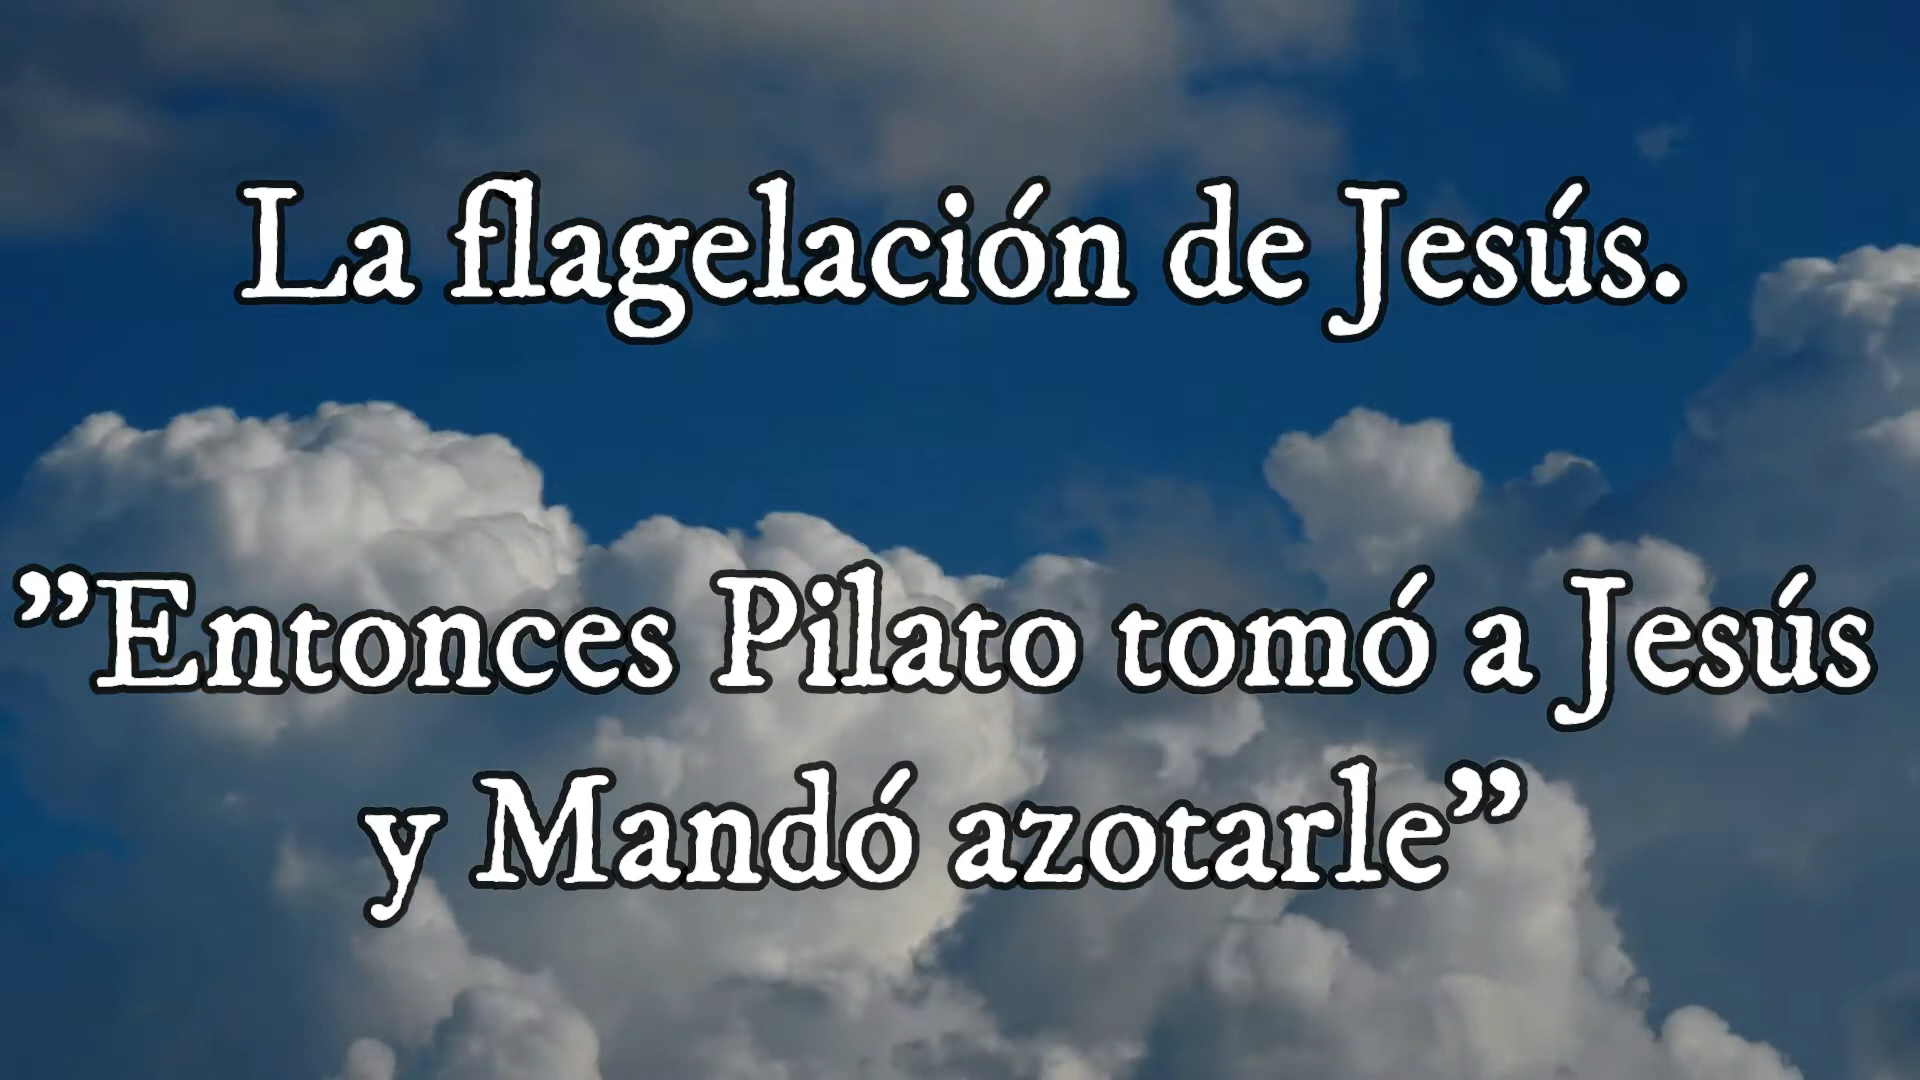 La flagelación de Jesús.
”Entonces Pilato tomó a Jesús
y Mandó azotarle”